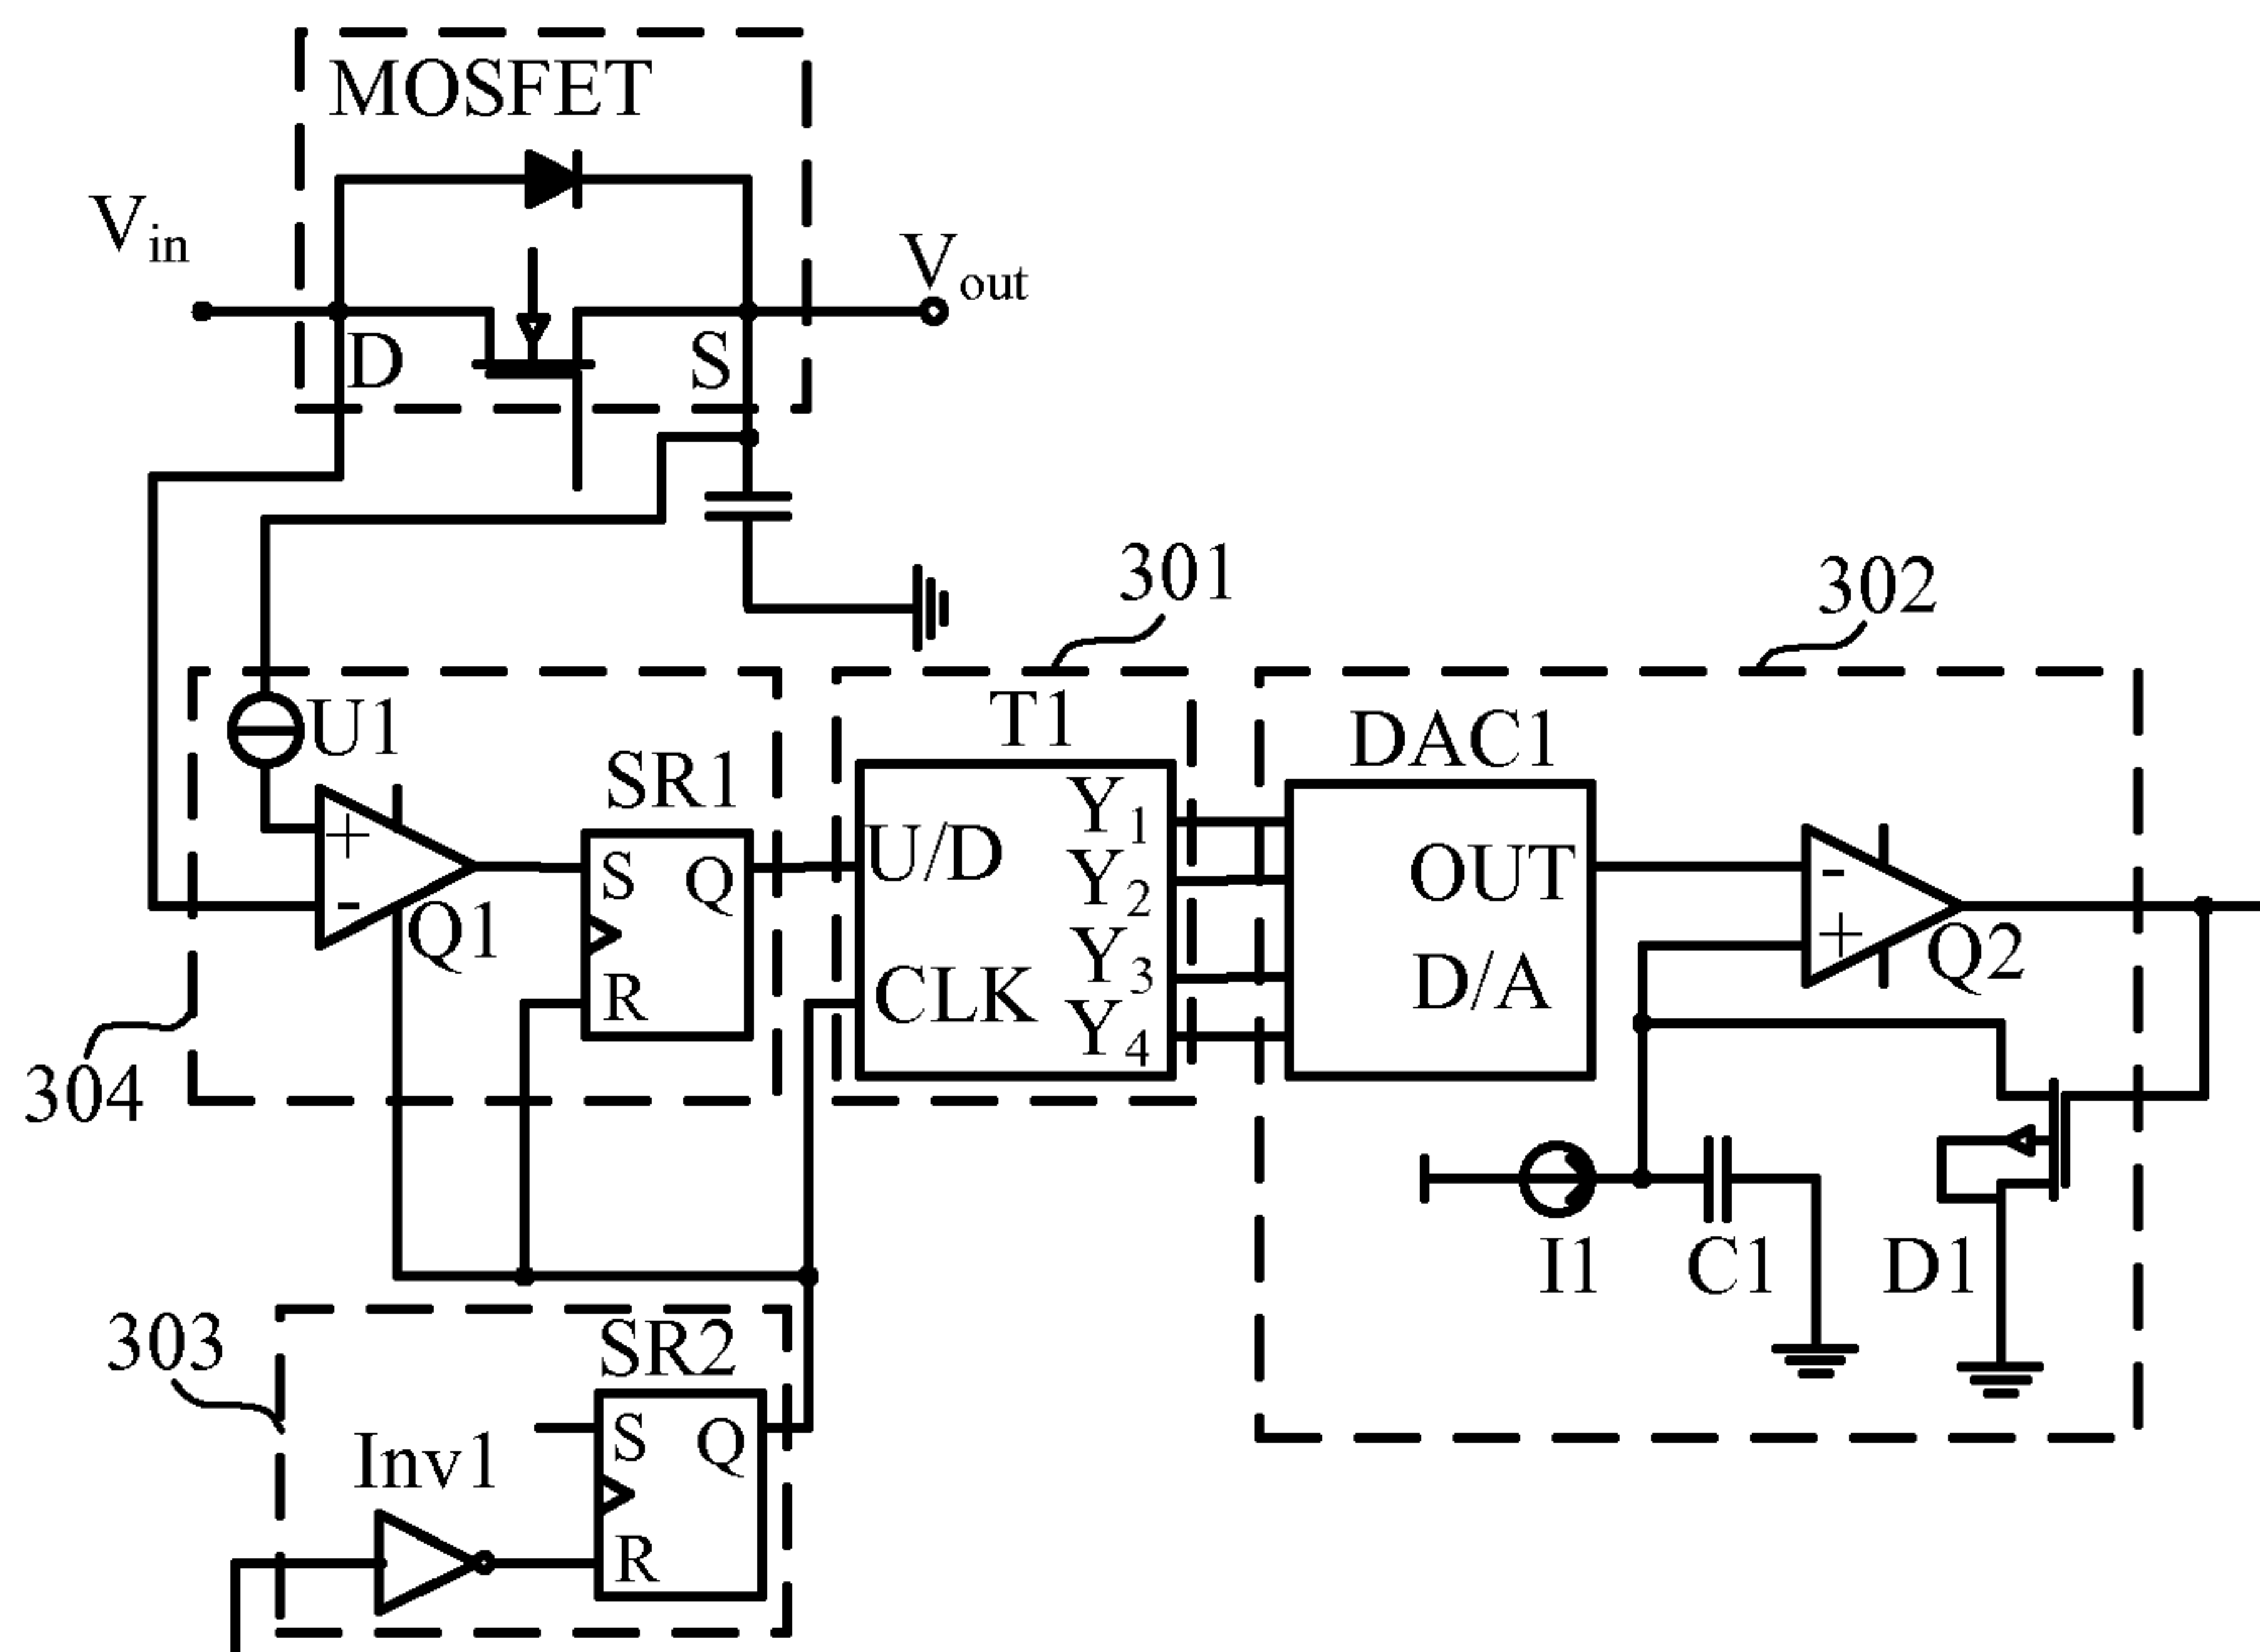 MOSFET
Vin
Vout
D
S
301
302
U1
T1
DAC1
SR1
+
-
Q1
S
Q
R
U/D
CLK
Y1
Y2
Y3
Y4
OUT
D/A
-
+
Q2
304
I1
C1
D1
303
SR2
Inv1
S
Q
R